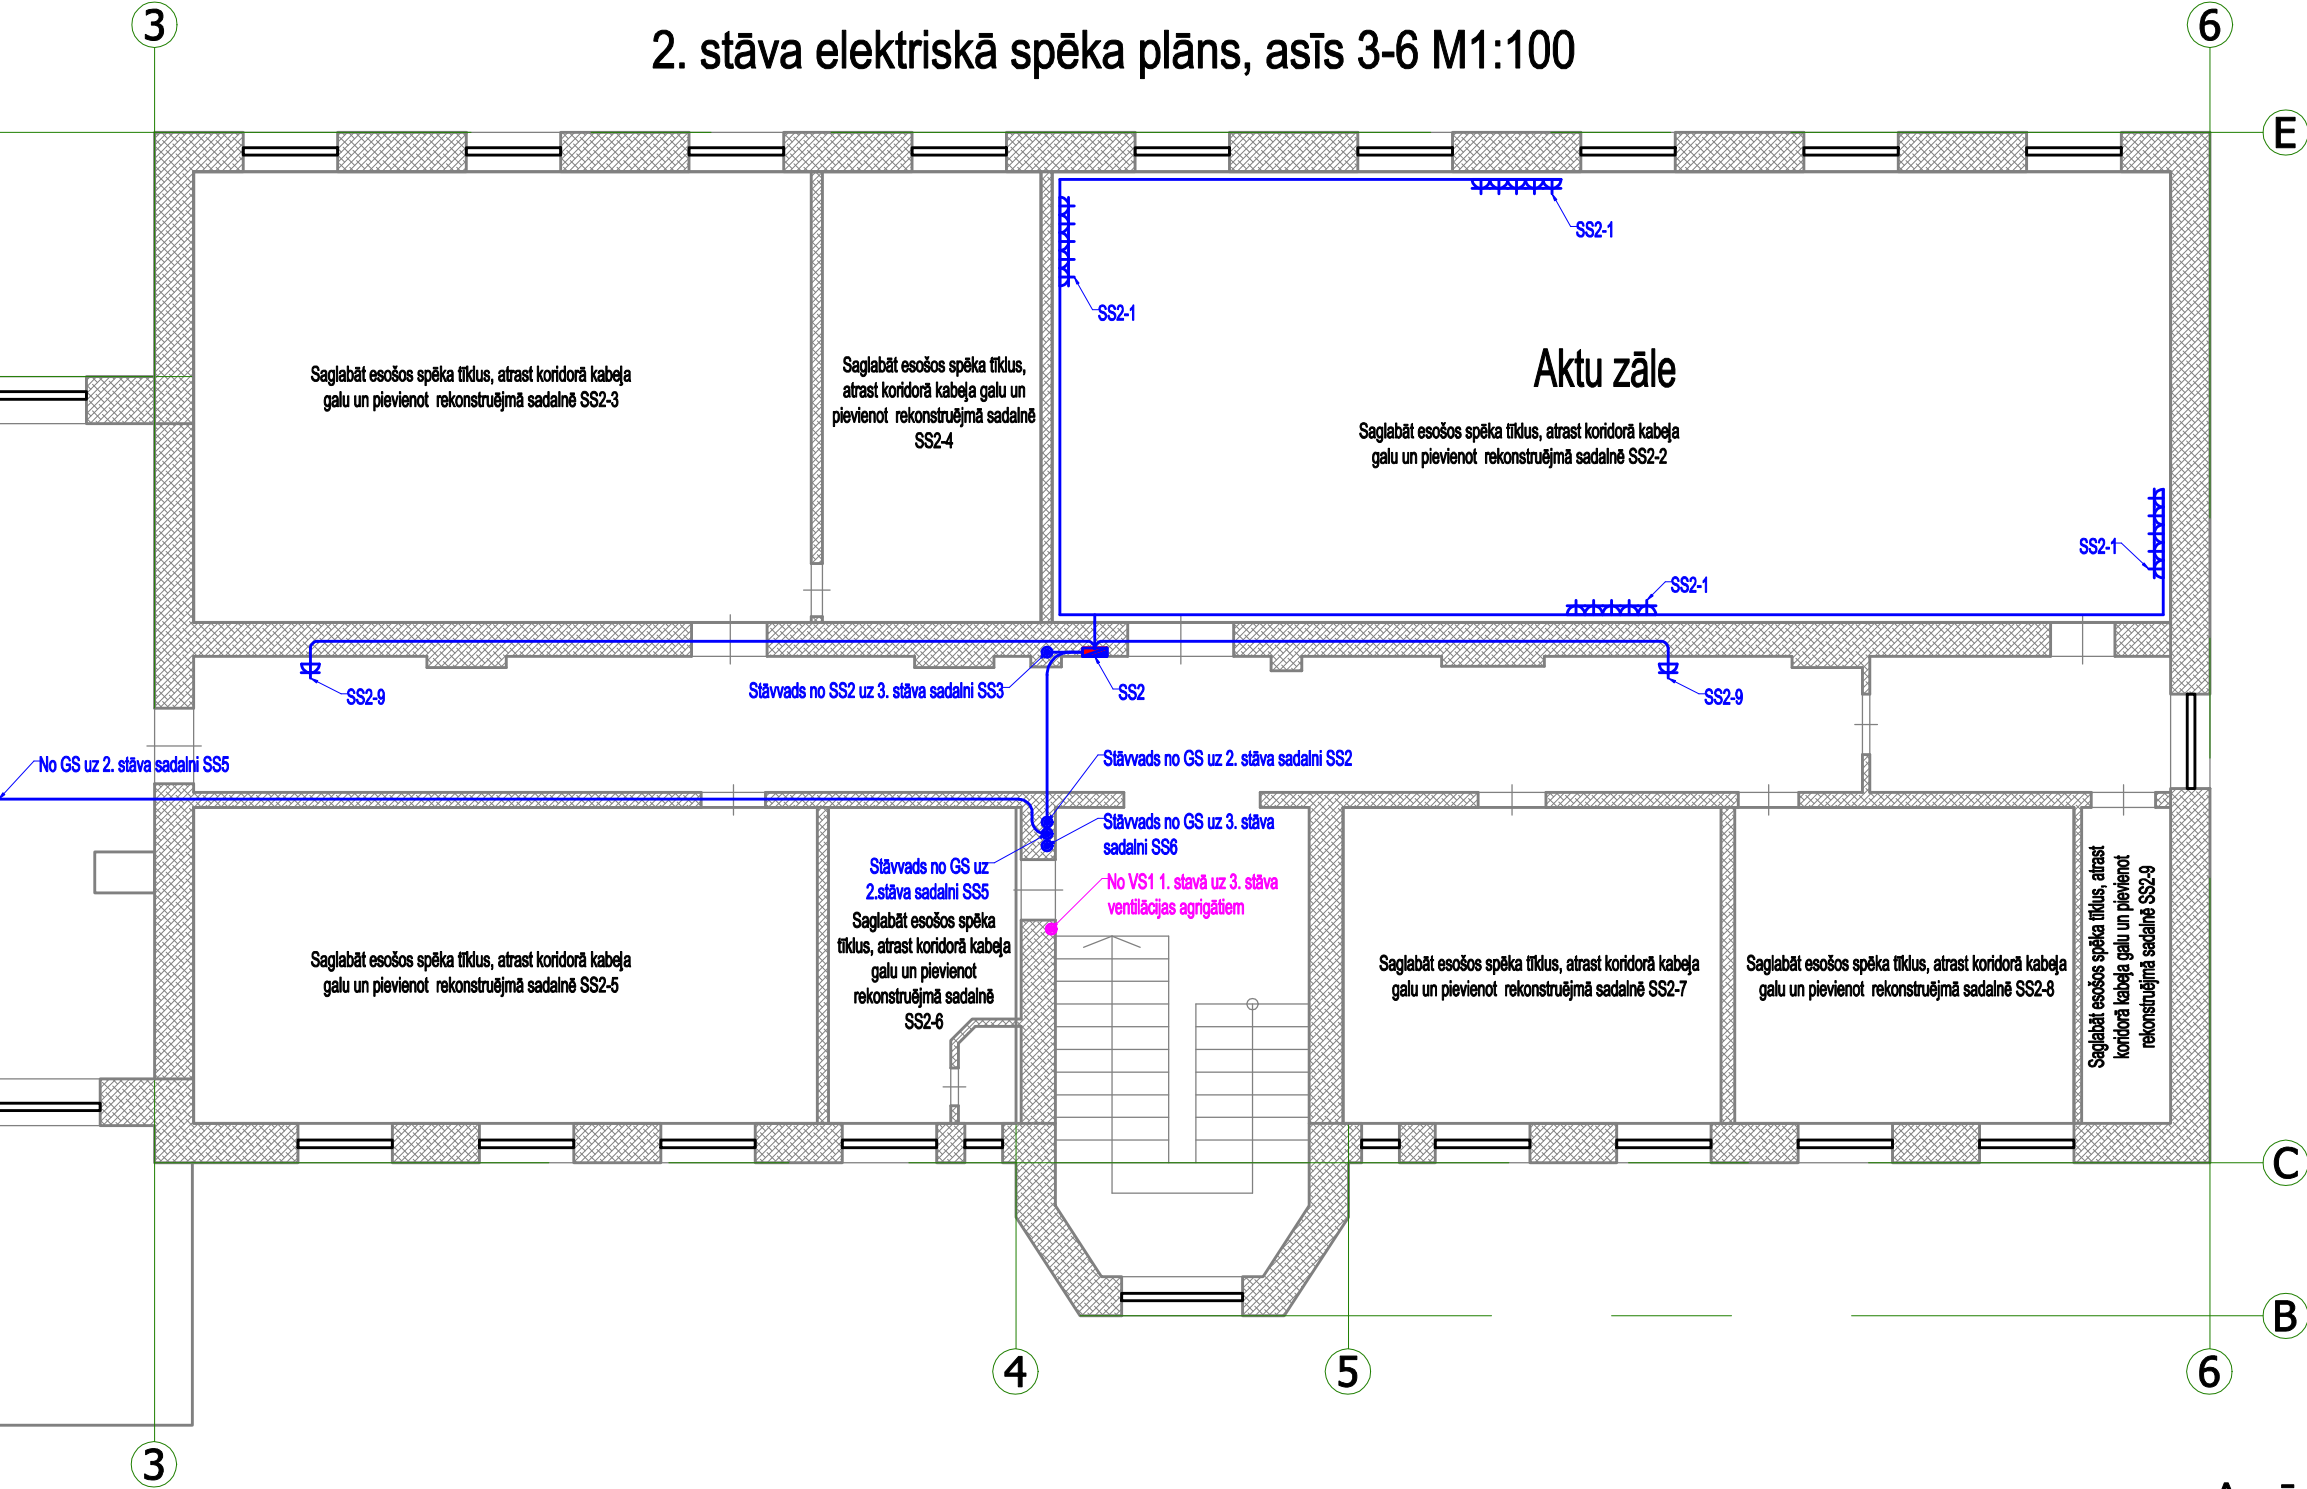 3
6
2. stāva elektriskā spēka plāns, asīs 3-6 M1:100
E
SS2-1
SS2-1
Saglabāt esošos spēka tīklus, atrast koridorā kabeļa
galu un pievienot rekonstruējmā sadalnē SS2-3
Saglabāt esošos spēka tīklus,
atrast koridorā kabeļa galu un
pievienot rekonstruējmā sadalnē
SS2-4
Aktu zāle
Saglabāt esošos spēka tīklus, atrast koridorā kabeļa
galu un pievienot rekonstruējmā sadalnē SS2-2
SS2-1
SS2-1
SS2-9
Stāvvads no SS2 uz 3. stāva sadalni SS3
SS2
SS2-9
No GS uz 2. stāva sadalni SS5
Stāvvads no GS uz 2. stāva sadalni SS2
Stāvvads no GS uz 3. stāva
sadalni SS6
Stāvvads no GS uz
2.stāva sadalni SS5
No VS1 1. stavā uz 3. stāva
ventilācijas agrigātiem
Saglabāt esošos spēka tīklus, atrast koridorā kabeļa
galu un pievienot rekonstruējmā sadalnē SS2-5
Saglabāt esošos spēka
tīklus, atrast koridorā kabeļa
galu un pievienot
rekonstruējmā sadalnē
SS2-6
Saglabāt esošos spēka tīklus, atrast koridorā kabeļa
galu un pievienot rekonstruējmā sadalnē SS2-7
Saglabāt esošos spēka tīklus, atrast koridorā kabeļa
galu un pievienot rekonstruējmā sadalnē SS2-8
Saglabāt esošos spēka tīklus, atrast
koridorā kabeļa galu un pievienot
rekonstruējmā sadalnē SS2-9
C
B
4
5
6
3